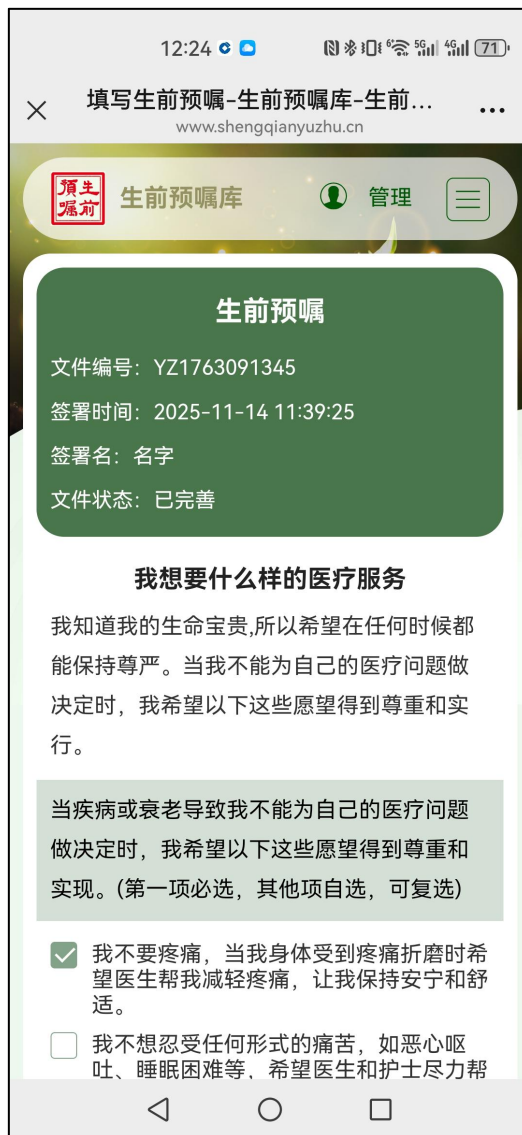 12:24
5G 4G 71
填写生前预嘱-生前预嘱库-生前...
www.shengqianyuzhu.cn
預生
嘱前
生前预嘱库
管理
生前预嘱
文件编号：YZ1763091345
签署时间：2025-11-14 11:39:25
签署名：名字
文件状态：已完善
我想要什么样的医疗服务
我知道我的生命宝贵,所以希望在任何时候都
能保持尊严。当我不能为自己的医疗问题做
决定时，我希望以下这些愿望得到尊重和实
行。
当疾病或衰老导致我不能为自己的医疗问题
做决定时，我希望以下这些愿望得到尊重和
实现。(第一项必选，其他项自选，可复选)
我不要疼痛，当我身体受到疼痛折磨时希
望医生帮我减轻疼痛，让我保持安宁和舒
适。
我不想忍受任何形式的痛苦，如恶心呕
吐、睡眠困难等，希望医生和护士尽力帮